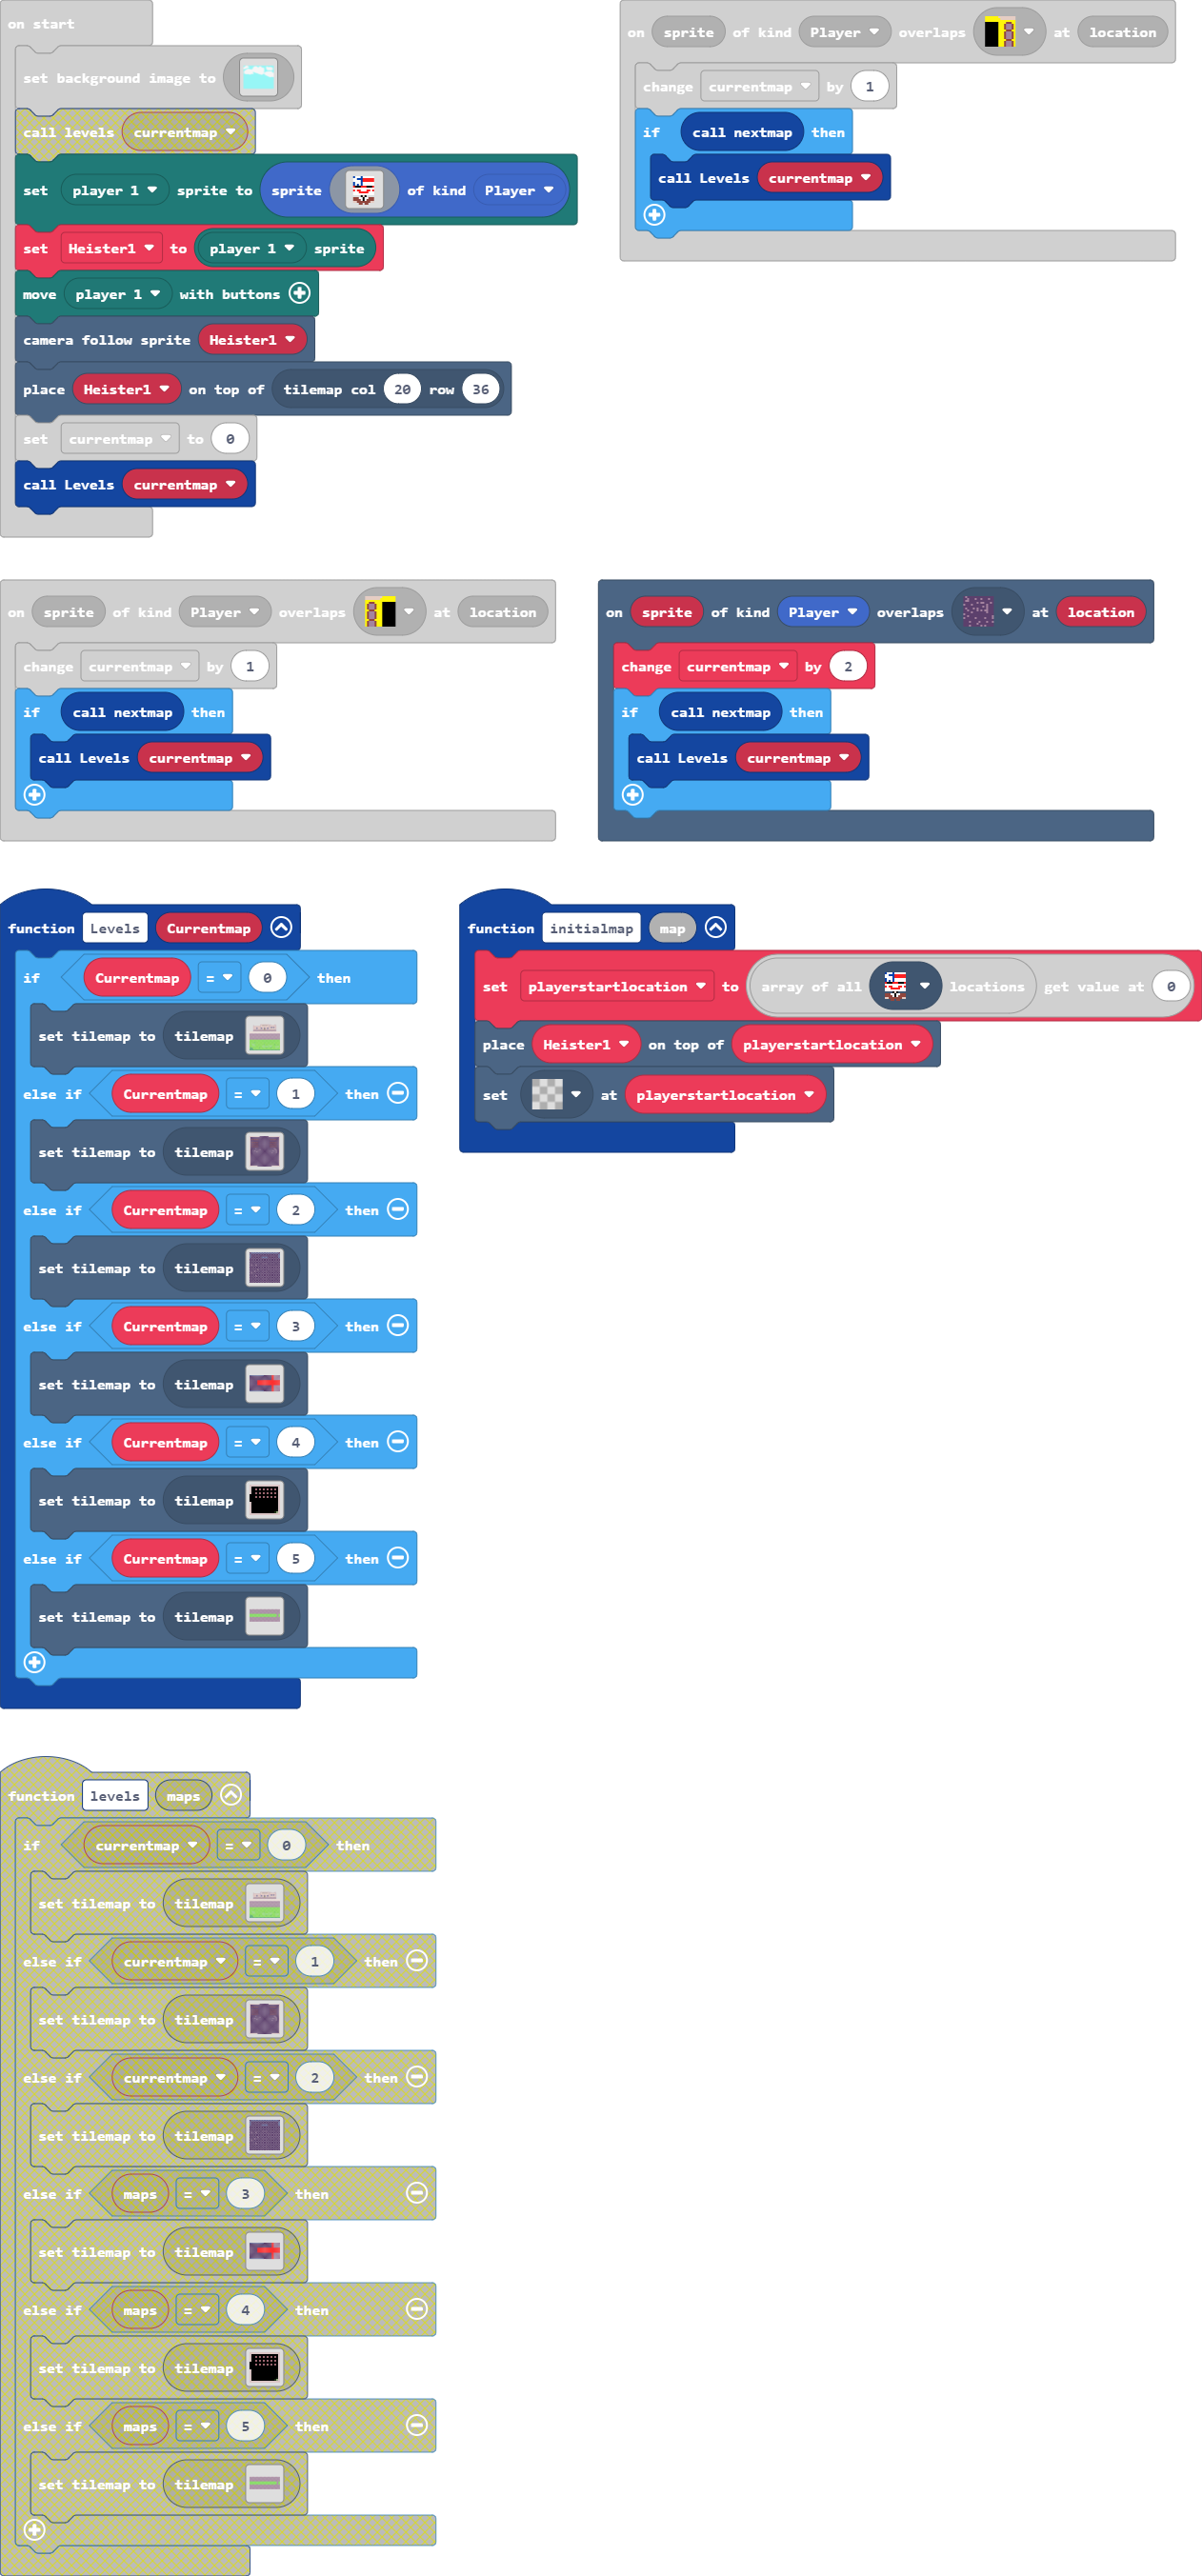 on start
set background image to
call levels currentmap
set player 1 sprite to sprite of kind Player
set Heister1 to player 1 sprite
move player 1 with buttons
camera follow sprite Heister1
place Heister1 on top of tilemap col 20 row 36
set currentmap to 0
call Levels currentmap
on sprite of kind Player overlaps at location
change currentmap by 1
if call nextmap then
call Levels currentmap
on sprite of kind Player overlaps at location
change currentmap by 1
if call nextmap then
call Levels currentmap
on sprite of kind Player overlaps at location
change currentmap by 2
if call nextmap then
call Levels currentmap
function Levels Currentmap
if Currentmap = 0 then
set tilemap to tilemap
else if Currentmap = 1 then
set tilemap to tilemap
else if Currentmap = 2 then
set tilemap to tilemap
else if Currentmap = 3 then
set tilemap to tilemap
else if Currentmap = 4 then
set tilemap to tilemap
else if Currentmap = 5 then
set tilemap to tilemap
function initialmap map
set playerstartlocation to array of all locations get value at 0
place Heister1 on top of playerstartlocation
set at playerstartlocation
function levels maps
if currentmap = 0 then
set tilemap to tilemap
else if currentmap = 1 then
set tilemap to tilemap
else if currentmap = 2 then
set tilemap to tilemap
else if maps = 3 then
set tilemap to tilemap
else if maps = 4 then
set tilemap to tilemap
else if maps = 5 then
set tilemap to tilemap